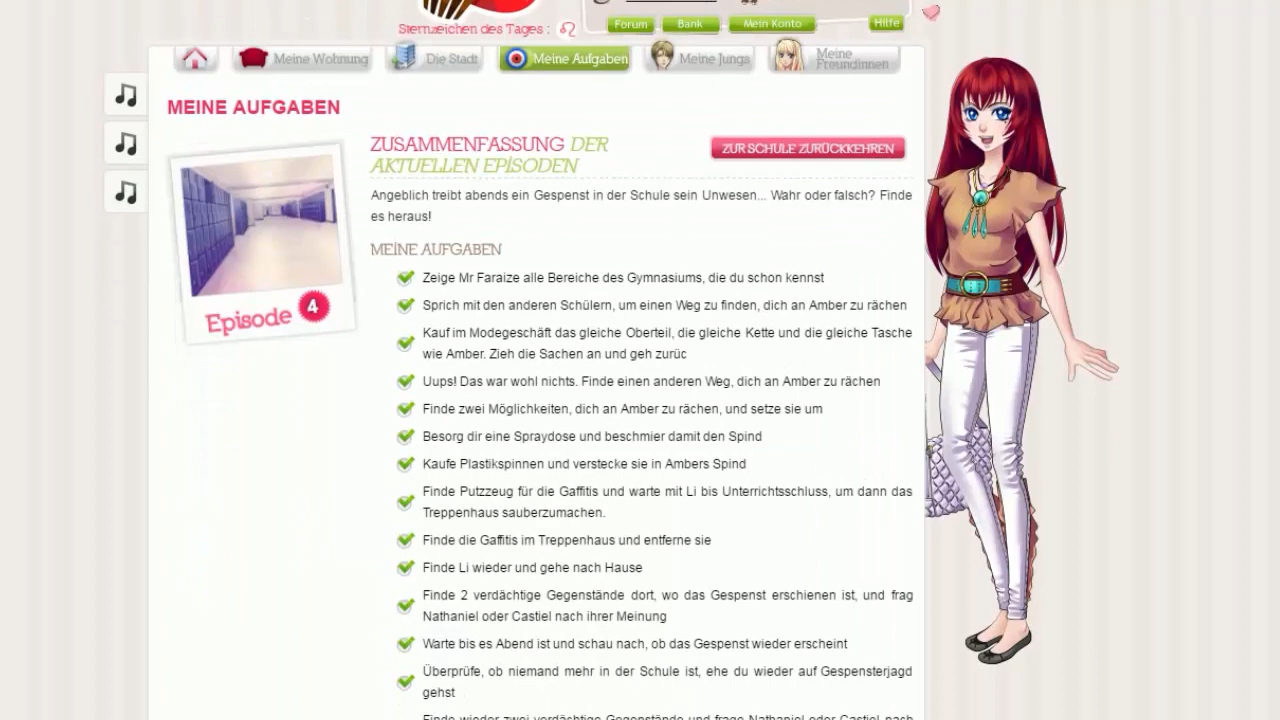 Sternzeichen des Tages :
Forum Bank Mein Konto Hilfe
Meine Wohnung Die Stadt Meine Aufgaben Meine Jungs Meine Freundinnen
MEINE AUFGABEN
ZUSAMMENFASSUNG DER
AKTUELLEN EPISODEN
ZUR SCHULE ZURÜCKKEHREN
Angeblich treibt abends ein Gespenst in der Schule sein Unwesen... Wahr oder falsch? Finde
es heraus!
Episode 4
MEINE AUFGABEN
Zeige Mr Faraize alle Bereiche des Gymnasiums, die du schon kennst
Sprich mit den anderen Schülern, um einen Weg zu finden, dich an Amber zu rächen
Kauf im Modegeschäft das gleiche Oberteil, die gleiche Kette und die gleiche Tasche
wie Amber. Zieh die Sachen an und geh zurüc
Uups! Das war wohl nichts. Finde einen anderen Weg, dich an Amber zu rächen
Finde zwei Möglichkeiten, dich an Amber zu rächen, und setze sie um
Besorg dir eine Spraydose und beschmier damit den Spind
Kaufe Plastikspinnen und verstecke sie in Ambers Spind
Finde Putzzeug für die Gaffitis und warte mit Li bis Unterrichtsschluss, um dann das
Treppenhaus sauberzumachen.
Finde die Gaffitis im Treppenhaus und entferne sie
Finde Li wieder und gehe nach Hause
Finde 2 verdächtige Gegenstände dort, wo das Gespenst erschienen ist, und frag
Nathaniel oder Castiel nach ihrer Meinung
Warte bis es Abend ist und schau nach, ob das Gespenst wieder erscheint
Überprüfe, ob niemand mehr in der Schule ist, ehe du wieder auf Gespensterjagd
gehst
Finde wieder zwei verdächtige Gegenstände und frage Nathaniel oder Castiel nach